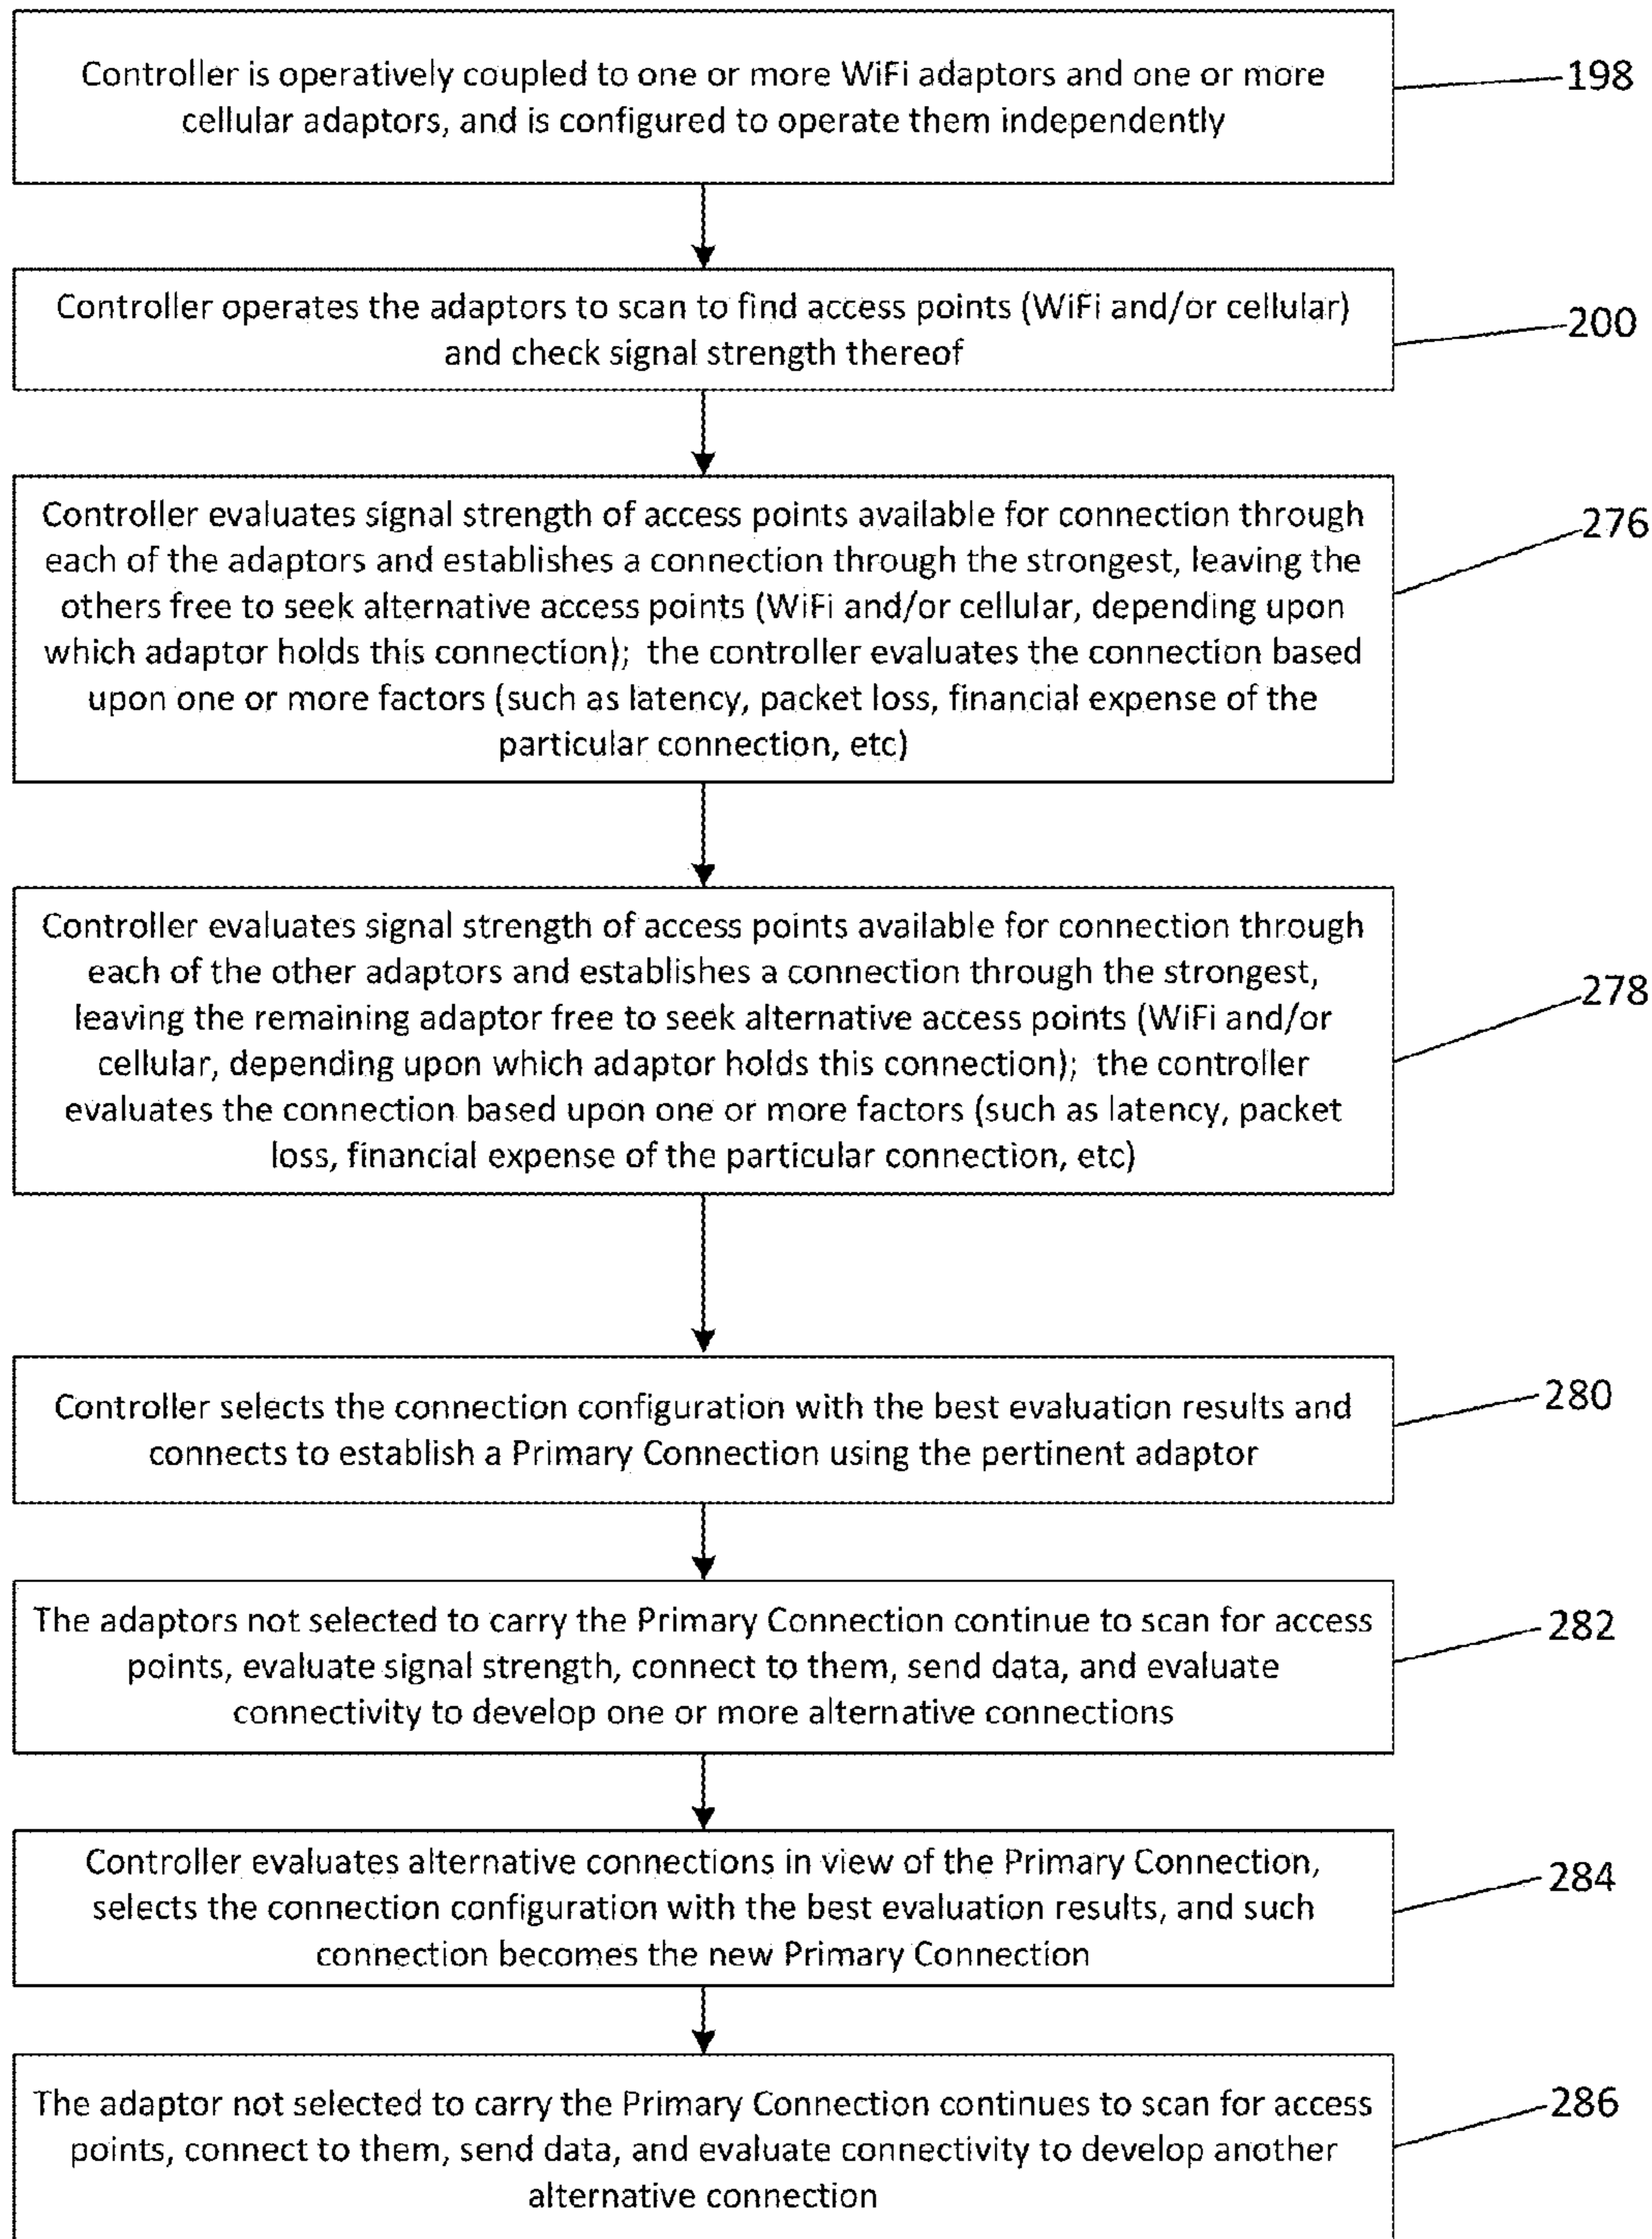 Controller is operatively coupled to one or more WiFi adaptors and one or more
cellular adaptors, and is configured to operate them independently
198
Controller operates the adaptors to scan to find access points (WiFi and/or cellular)
and check signal strength thereof
200
Controller evaluates signal strength of access points available for connection through
each of the adaptors and establishes a connection through the strongest, leaving the
others free to seek alternative access points (WiFi and/or cellular, depending upon
which adaptor holds this connection); the controller evaluates the connection based
upon one or more factors (such as latency, packet loss, financial expense of the
particular connection, etc)
276
Controller evaluates signal strength of access points available for connection through
each of the other adaptors and establishes a connection through the strongest,
leaving the remaining adaptor free to seek alternative access points (WiFi and/or
cellular, depending upon which adaptor holds this connection); the controller
evaluates the connection based upon one or more factors (such as latency, packet
loss, financial expense of the particular connection, etc)
278
Controller selects the connection configuration with the best evaluation results and
connects to establish a Primary Connection using the pertinent adaptor
280
The adaptors not selected to carry the Primary Connection continue to scan for access
points, evaluate signal strength, connect to them, send data, and evaluate
connectivity to develop one or more alternative connections
282
Controller evaluates alternative connections in view of the Primary Connection,
selects the connection configuration with the best evaluation results, and such
connection becomes the new Primary Connection
284
The adaptor not selected to carry the Primary Connection continues to scan for access
points, connect to them, send data, and evaluate connectivity to develop another
alternative connection
286